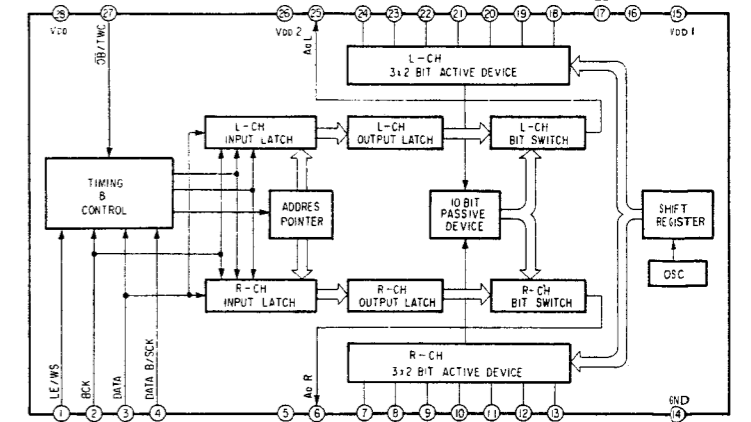 28 27 26 25 24 23 22 21 20 19 18 17 16 15
VDD OB/TWC VDD 2 AoL VDD 1
L-CH
3x2 BIT ACTIVE DEVICE
L-CH
INPUT LATCH
L-CH
OUTPUT LATCH
L-CH
BIT SWITCH
TIMING
&
CONTROL
ADDRES
POINTER
10 BIT
PASSIVE
DEVICE
SHIFT
REGISTER
OSC
R-CH
INPUT LATCH
R-CH
OUTPUT LATCH
R-CH
BIT SWITCH
R-CH
3x2 BIT ACTIVE DEVICE
LE/WS BCK DATA DATA B/SCK AoR GND
1 2 3 4 5 6 7 8 9 10 11 12 13 14